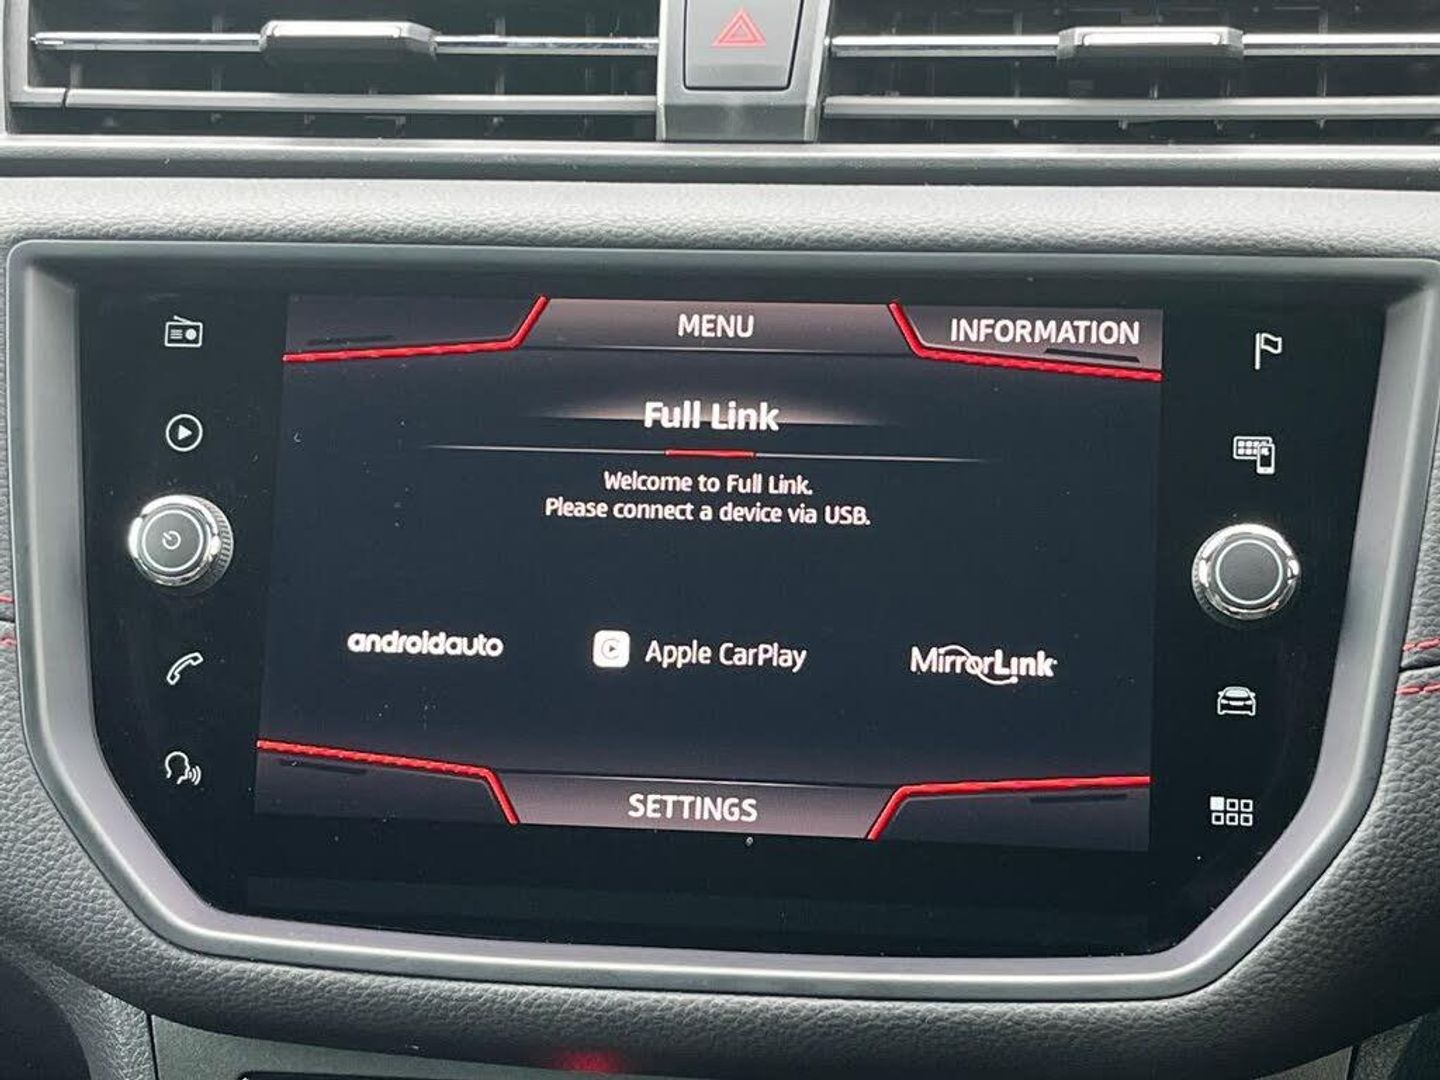 MENU
INFORMATION
Full Link
Welcome to Full Link.
Please connect a device via USB.
androidauto
Apple CarPlay
MirrorLink
SETTINGS